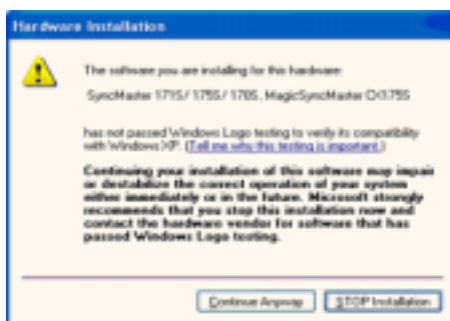 Hardware Installation
The software you are installing for this hardware:
SyncMaster 171S/ 175S/ 170S, MagicSyncMaster CX175S
has not passed Windows Logo testing to verify its compatibility
with Windows XP. (Tell me why this testing is important.)
Continuing your installation of this software may impair
or destabilize the correct operation of your system
either immediately or in the future. Microsoft strongly
recommends that you stop this installation now and
contact the hardware vendor for software that has
passed Windows Logo testing.
Continue Anyway
STOP Installation